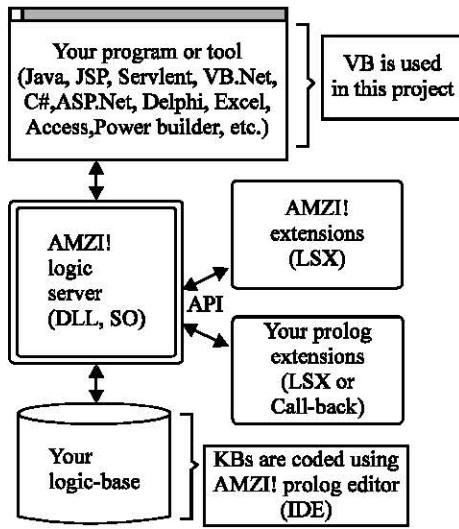 Your program or tool
(Java, JSP, Servlent, VB.Net,
C#,ASP.Net, Delphi, Excel,
Access,Power builder, etc.)
VB is used
in this project
AMZI!
logic
server
(DLL, SO)
API
AMZI!
extensions
(LSX)
Your prolog
extensions
(LSX or
Call-back)
Your
logic-base
KBs are coded using
AMZI! prolog editor
(IDE)